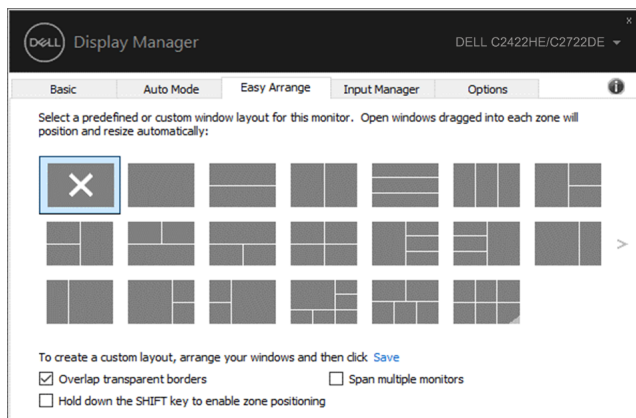 DELL Display Manager DELL C2422HE/C2722DE
Basic Auto Mode Easy Arrange Input Manager Options
Select a predefined or custom window layout for this monitor. Open windows dragged into each zone will
position and resize automatically:
To create a custom layout, arrange your windows and then click Save
Overlap transparent borders Span multiple monitors
Hold down the SHIFT key to enable zone positioning